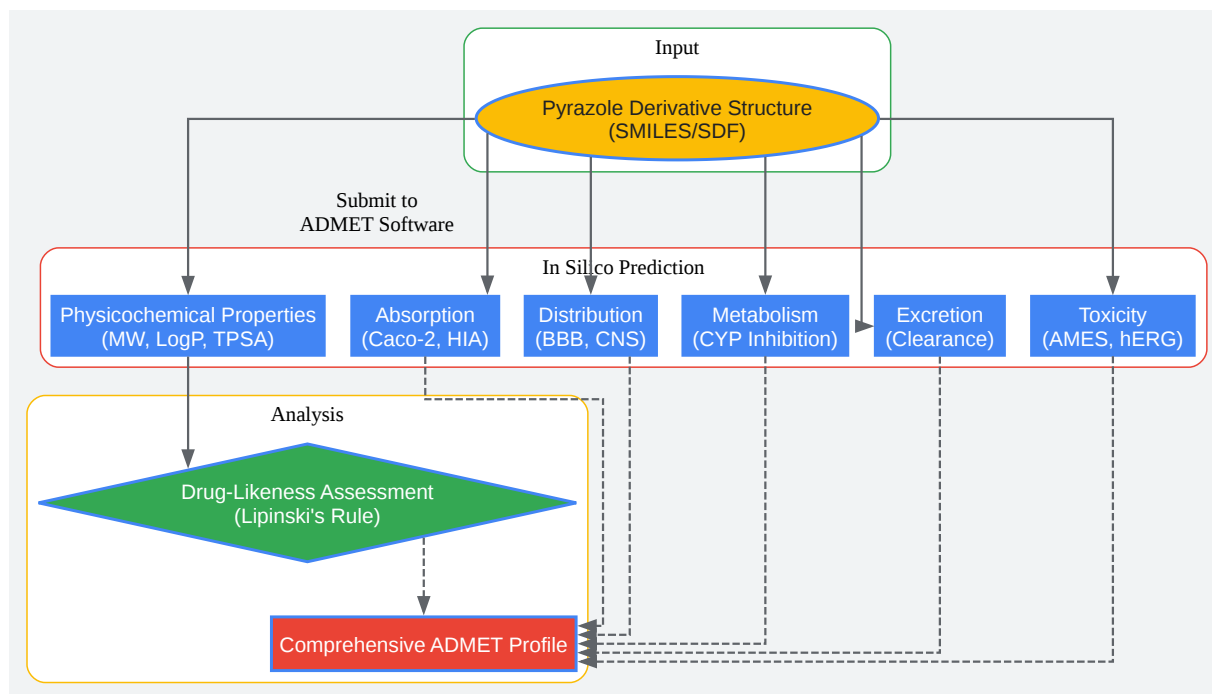 Input
Pyrazole Derivative Structure
(SMILES/SDF)
Submit to
ADMET Software
In Silico Prediction
Physicochemical Properties
(MW, LogP, TPSA)
Absorption
(Caco-2, HIA)
Distribution
(BBB, CNS)
Metabolism
(CYP Inhibition)
Excretion
(Clearance)
Toxicity
(AMES, hERG)
Analysis
Drug-Likeness Assessment
(Lipinski's Rule)
Comprehensive ADMET Profile